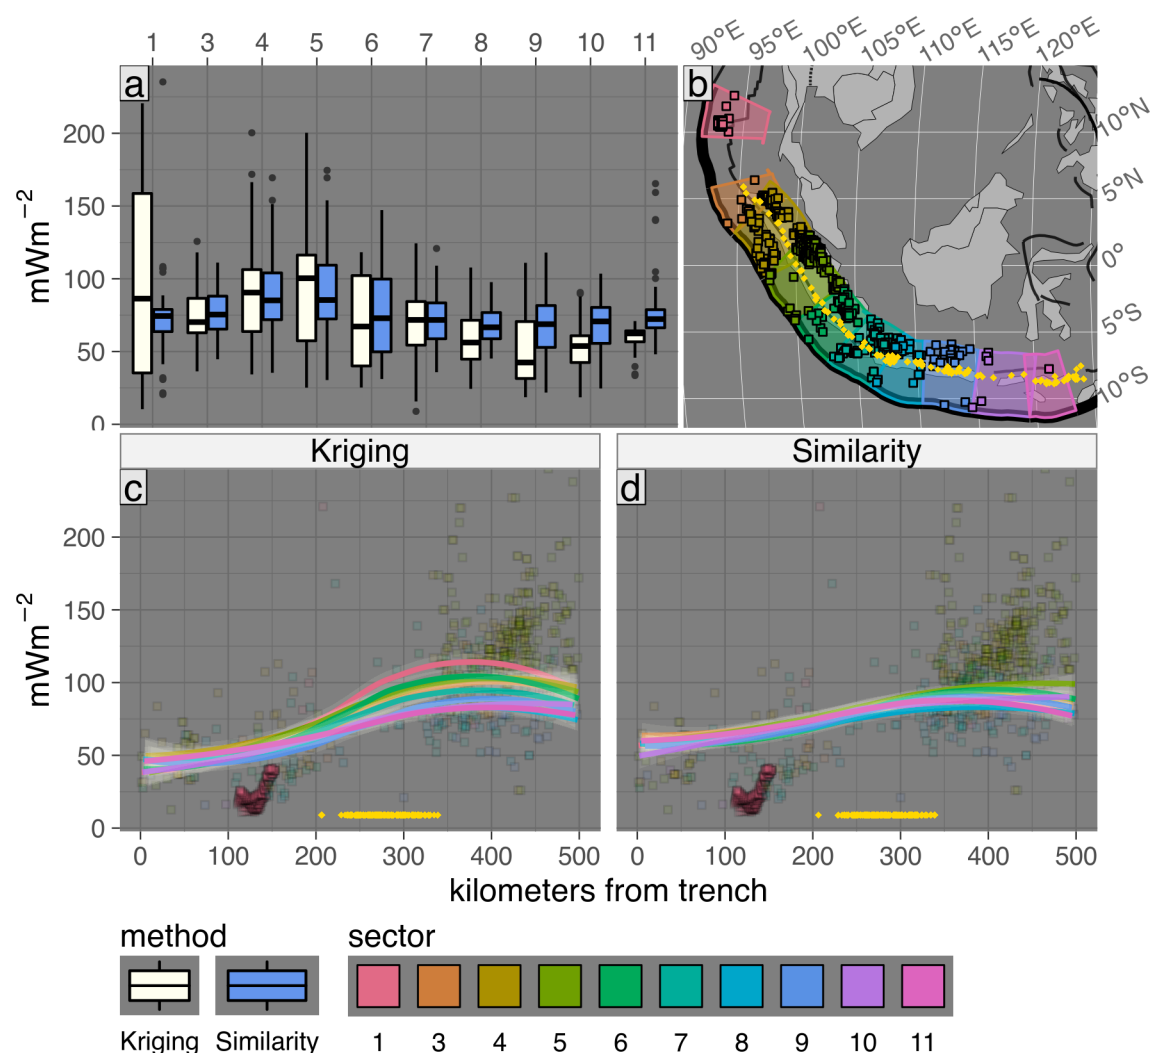 1 3 4 5 6 7 8 9 10 11
90°E 95°E 100°E 105°E 110°E 115°E 120°E
a
b
mWm−2
200
150
100
50
0
10°N
5°N
0°
5°S
10°S
Kriging
Similarity
c
d
mWm−2
200
150
100
50
0
0 100 200 300 400 500
0 100 200 300 400 500
kilometers from trench
method
sector
Kriging Similarity
1 3 4 5 6 7 8 9 10 11